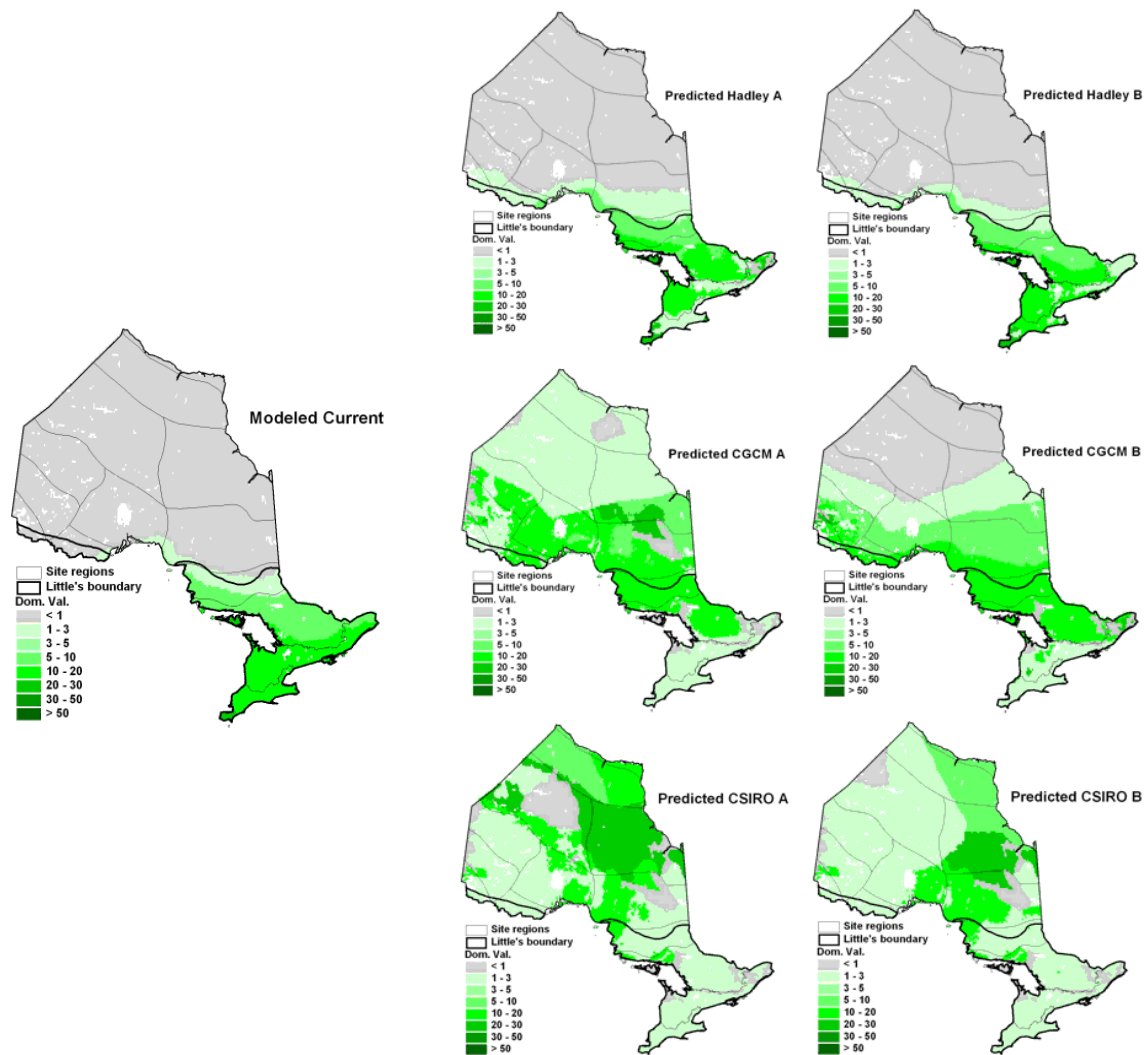 Predicted Hadley A
Site regions
Little's boundary
Dom. Val.
< 1
1 - 3
3 - 5
5 - 10
10 - 20
20 - 30
30 - 50
> 50
Predicted Hadley B
Site regions
Little's boundary
Dom. Val.
< 1
1 - 3
3 - 5
5 - 10
10 - 20
20 - 30
30 - 50
> 50
Modeled Current
Site regions
Little's boundary
Dom. Val.
< 1
1 - 3
3 - 5
5 - 10
10 - 20
20 - 30
30 - 50
> 50
Predicted CGCM A
Site regions
Little's boundary
Dom. Val.
< 1
1 - 3
3 - 5
5 - 10
10 - 20
20 - 30
30 - 50
> 50
Predicted CGCM B
Site regions
Little's boundary
Dom. Val.
< 1
1 - 3
3 - 5
5 - 10
10 - 20
20 - 30
30 - 50
> 50
Predicted CSIRO A
Site regions
Little's boundary
Dom. Val.
< 1
1 - 3
3 - 5
5 - 10
10 - 20
20 - 30
30 - 50
> 50
Predicted CSIRO B
Site regions
Little's boundary
Dom. Val.
< 1
1 - 3
3 - 5
5 - 10
10 - 20
20 - 30
30 - 50
> 50